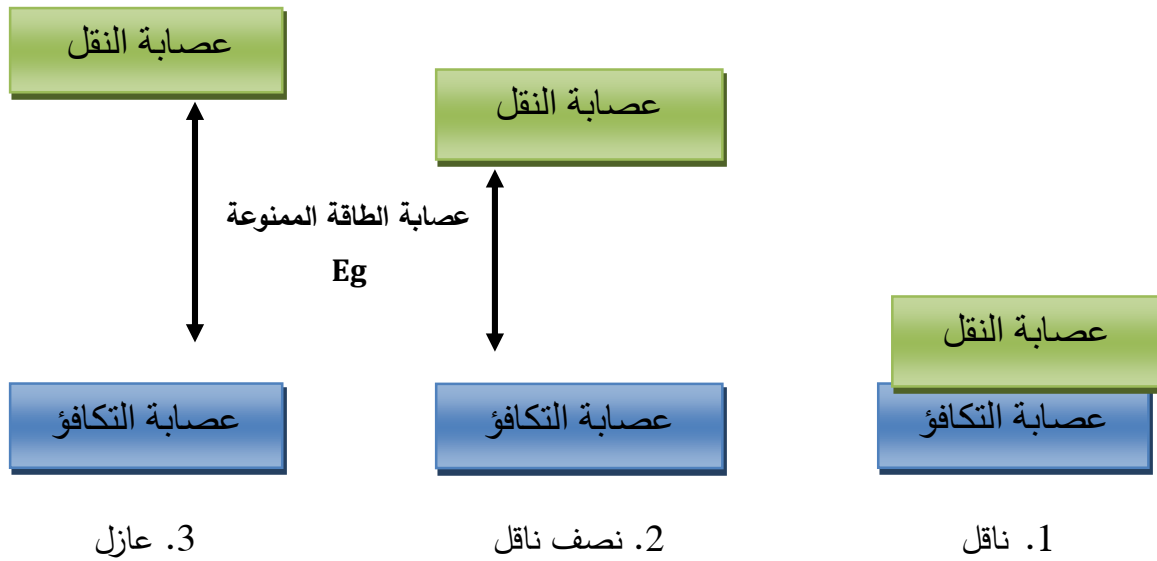 عصابة النقل
عصابة النقل
عصابة الطاقة الممنوعة
Eg
عصابة النقل
عصابة التكافؤ
عصابة التكافؤ
عصابة التكافؤ
1. ناقل
2. نصف ناقل
3. عازل